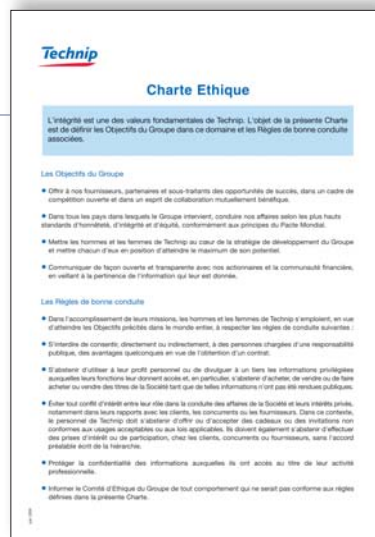 Technip
Charte Ethique
L'intégrité est une des valeurs fondamentales de Technip. L'objet de la présente Charte
est de définir les Objectifs du Groupe dans ce domaine et les Règles de bonne conduite
associées.
Les Objectifs du Groupe
• Offrir à nos fournisseurs, partenaires et sous-traitants des opportunités de succès, dans un cadre de
compétition ouverte et dans un esprit de collaboration mutuellement bénéfique.
• Dans tous les pays dans lesquels le Groupe intervient, conduire nos affaires selon les plus hauts
standards d'honnêteté, d'intégrité et d'équité, conformément aux principes du Pacte Mondial.
• Mettre les hommes et les femmes de Technip au cœur de la stratégie de développement du Groupe
et mettre chacun d'eux en position d'atteindre le maximum de son potentiel.
• Communiquer de façon ouverte et transparente avec nos actionnaires et la communauté financière,
en veillant à la pertinence de l'information qui leur est donnée.
Les Règles de bonne conduite
• Dans l'accomplissement de leurs missions, les hommes et les femmes de Technip s'emploient, en vue
d'atteindre les Objectifs précités dans le monde entier, à respecter les règles de conduite suivantes :
• S'interdire de consentir, directement ou indirectement, à des personnes chargées d'une responsabilité
publique, des avantages quelconques en vue de l'obtention d'un contrat.
• S'abstenir d'utiliser à leur profit personnel ou de divulguer à un tiers les informations privilégiées
auxquelles leurs fonctions leur donnent accès et, en particulier, s'abstenir d'acheter, de vendre ou de faire
acheter ou vendre des titres de la Société tant que de telles informations n'ont pas été rendues publiques.
• Éviter tout conflit d'intérêt entre leur rôle dans la conduite des affaires de la Société et leurs intérêts privés,
notamment dans leurs rapports avec les clients, les concurrents ou les fournisseurs. Dans ce contexte,
le personnel de Technip doit s'abstenir d'offrir ou d'accepter des cadeaux ou des invitations non
conformes aux usages acceptables ou aux lois applicables. Ils doivent également s'abstenir d'effectuer
des prises d'intérêt ou de participation, chez les clients, concurrents ou fournisseurs, sans l'accord
préalable écrit de la hiérarchie.
• Protéger la confidentialité des informations auxquelles ils ont accès au titre de leur activité
professionnelle.
• Informer le Comité d'Ethique du Groupe de tout comportement qui ne serait pas conforme aux règles
définies dans la présente Charte.